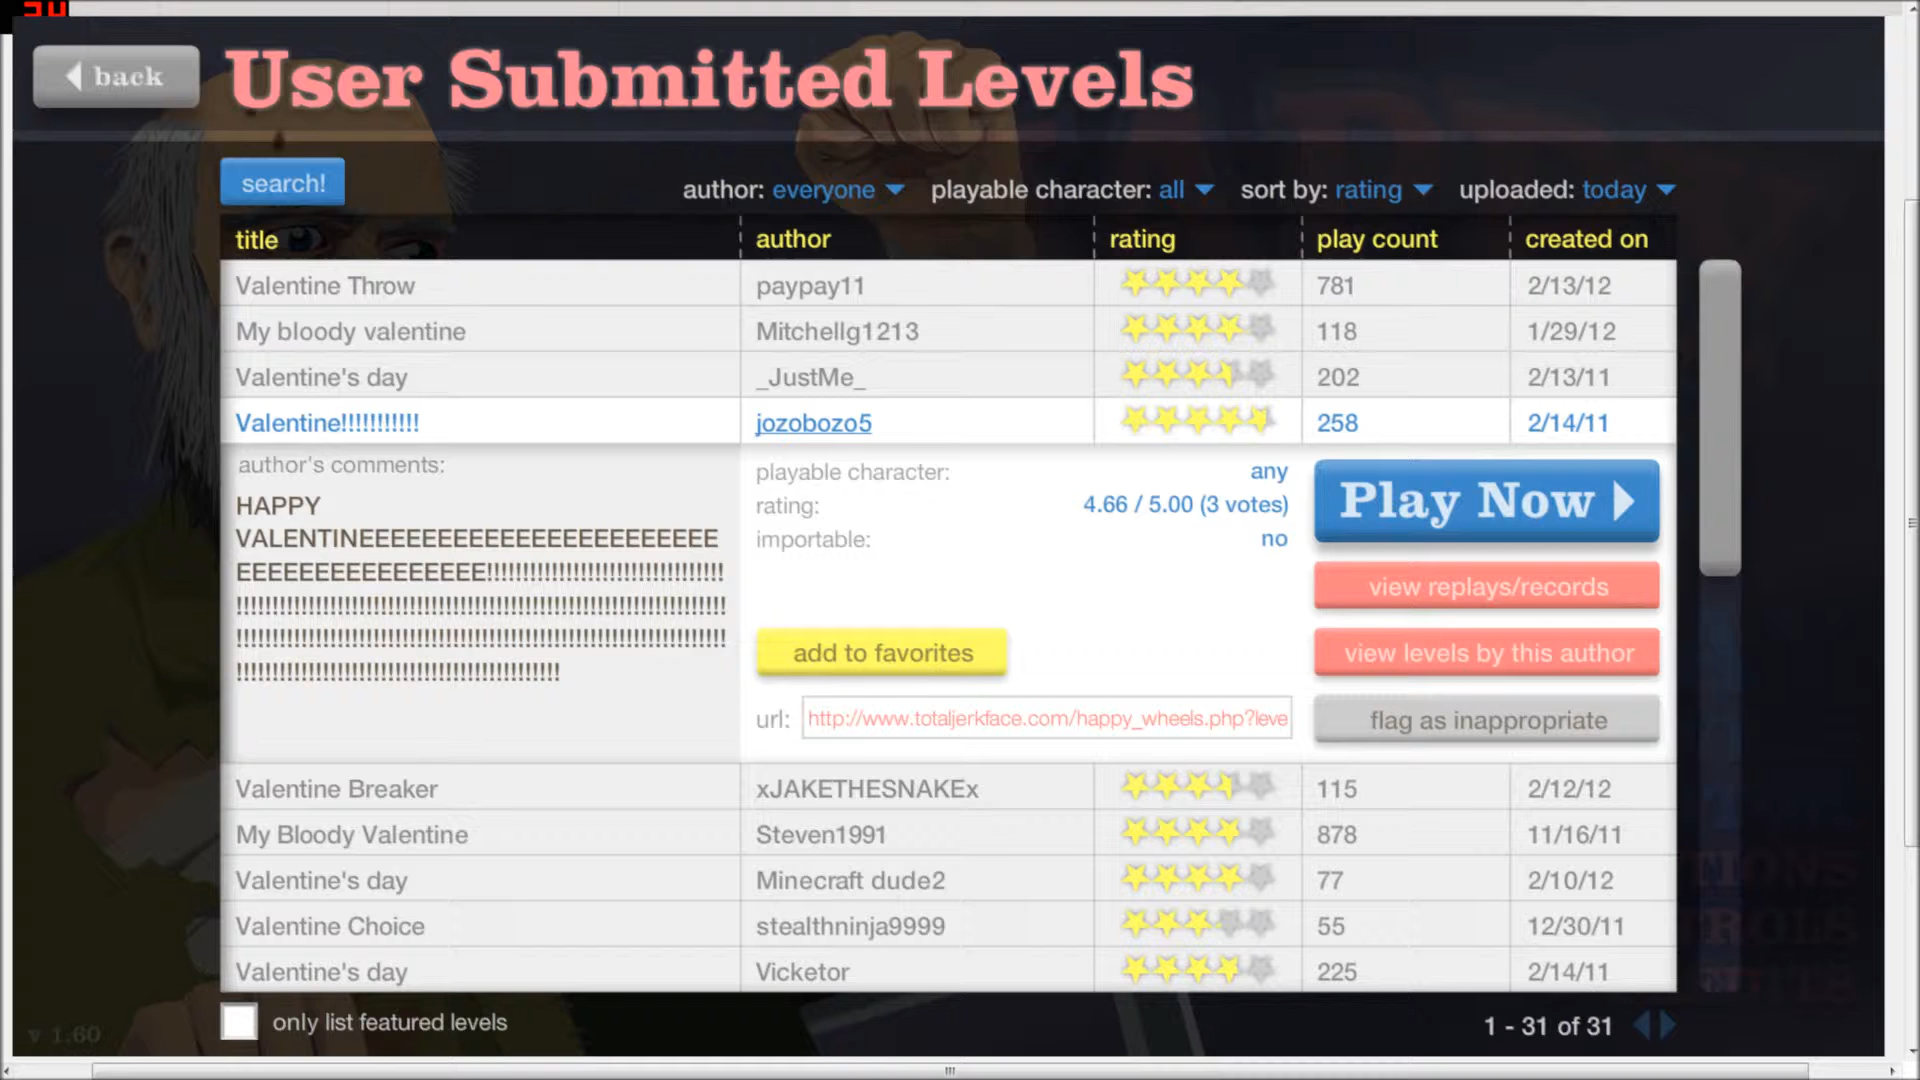 back
User Submitted Levels
search!
author: everyone playable character: all sort by: rating uploaded: today
title author rating play count created on
Valentine Throw paypay11 781 2/13/12
My bloody valentine Mitchellg1213 118 1/29/12
Valentine's day _JustMe_ 202 2/13/11
Valentine!!!!!!!!!!! jozobozo5 258 2/14/11
author's comments:
HAPPY
VALENTINEEEEEEEEEEEEEEEEEEEEEEE
EEEEEEEEEEEEEEEE!!!!!!!!!!!!!!!!!!!!!!!!!!!!!!!!!
!!!!!!!!!!!!!!!!!!!!!!!!!!!!!!!!!!!!!!!!!!!!!!!!!!!!!!!!!!!!!!!!!!!!
!!!!!!!!!!!!!!!!!!!!!!!!!!!!!!!!!!!!!!!!!!!!!!!!!!!!!!!!!!!!!!!!!!!!
!!!!!!!!!!!!!!!!!!!!!!!!!!!!!!!!!!!!!!!!!!!!!
playable character: any
rating: 4.66 / 5.00 (3 votes)
importable: no
add to favorites
url: http://www.totaljerkface.com/happy_wheels.php?leve
Play Now
view replays/records
view levels by this author
flag as inappropriate
Valentine Breaker xJAKETHESNAKEx 115 2/12/12
My Bloody Valentine Steven1991 878 11/16/11
Valentine's day Minecraft dude2 77 2/10/12
Valentine Choice stealthninja9999 55 12/30/11
Valentine's day Vicketor 225 2/14/11
only list featured levels
1 - 31 of 31
v 1.60